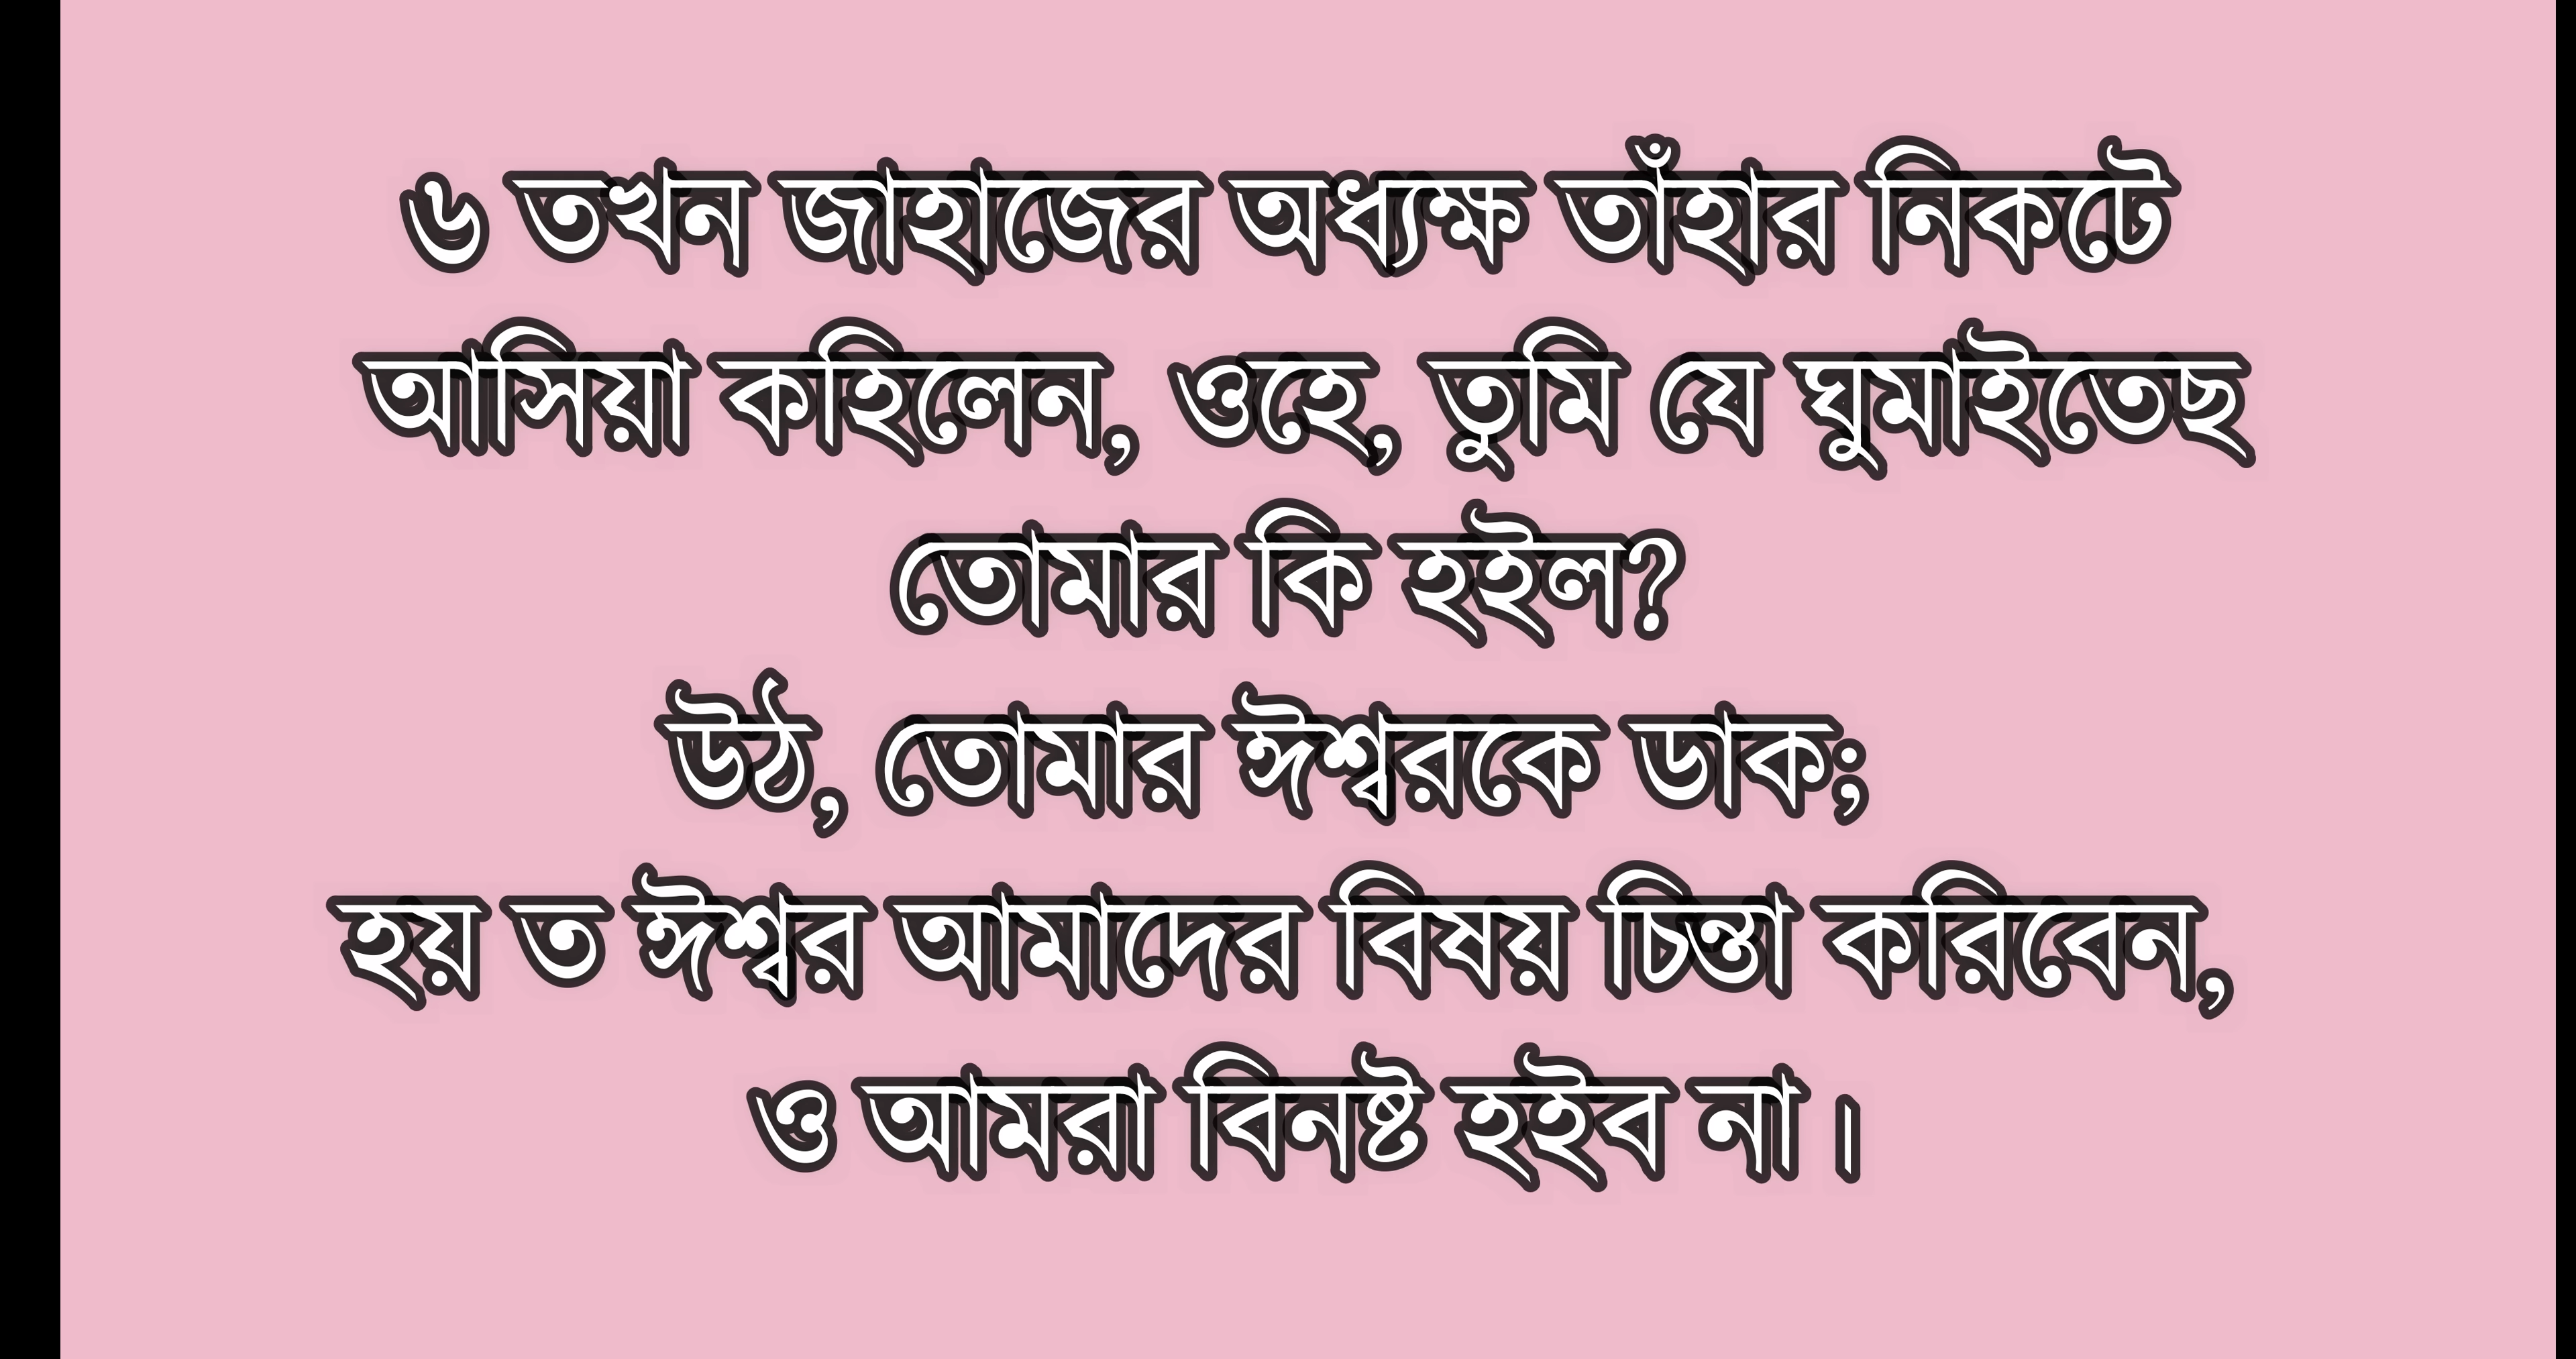 ৬ তখন জাহাজের অধ্যক্ষ তাঁহার নিকটে
আসিয়া কহিলেন, ওহে, তুমি যে ঘুমাইতেছ
তোমার কি হইল?
উঠ, তোমার ঈশ্বরকে ডাক;
হয় ত ঈশ্বর আমাদের বিষয় চিন্তা করিবেন,
ও আমরা বিনষ্ট হইব না।